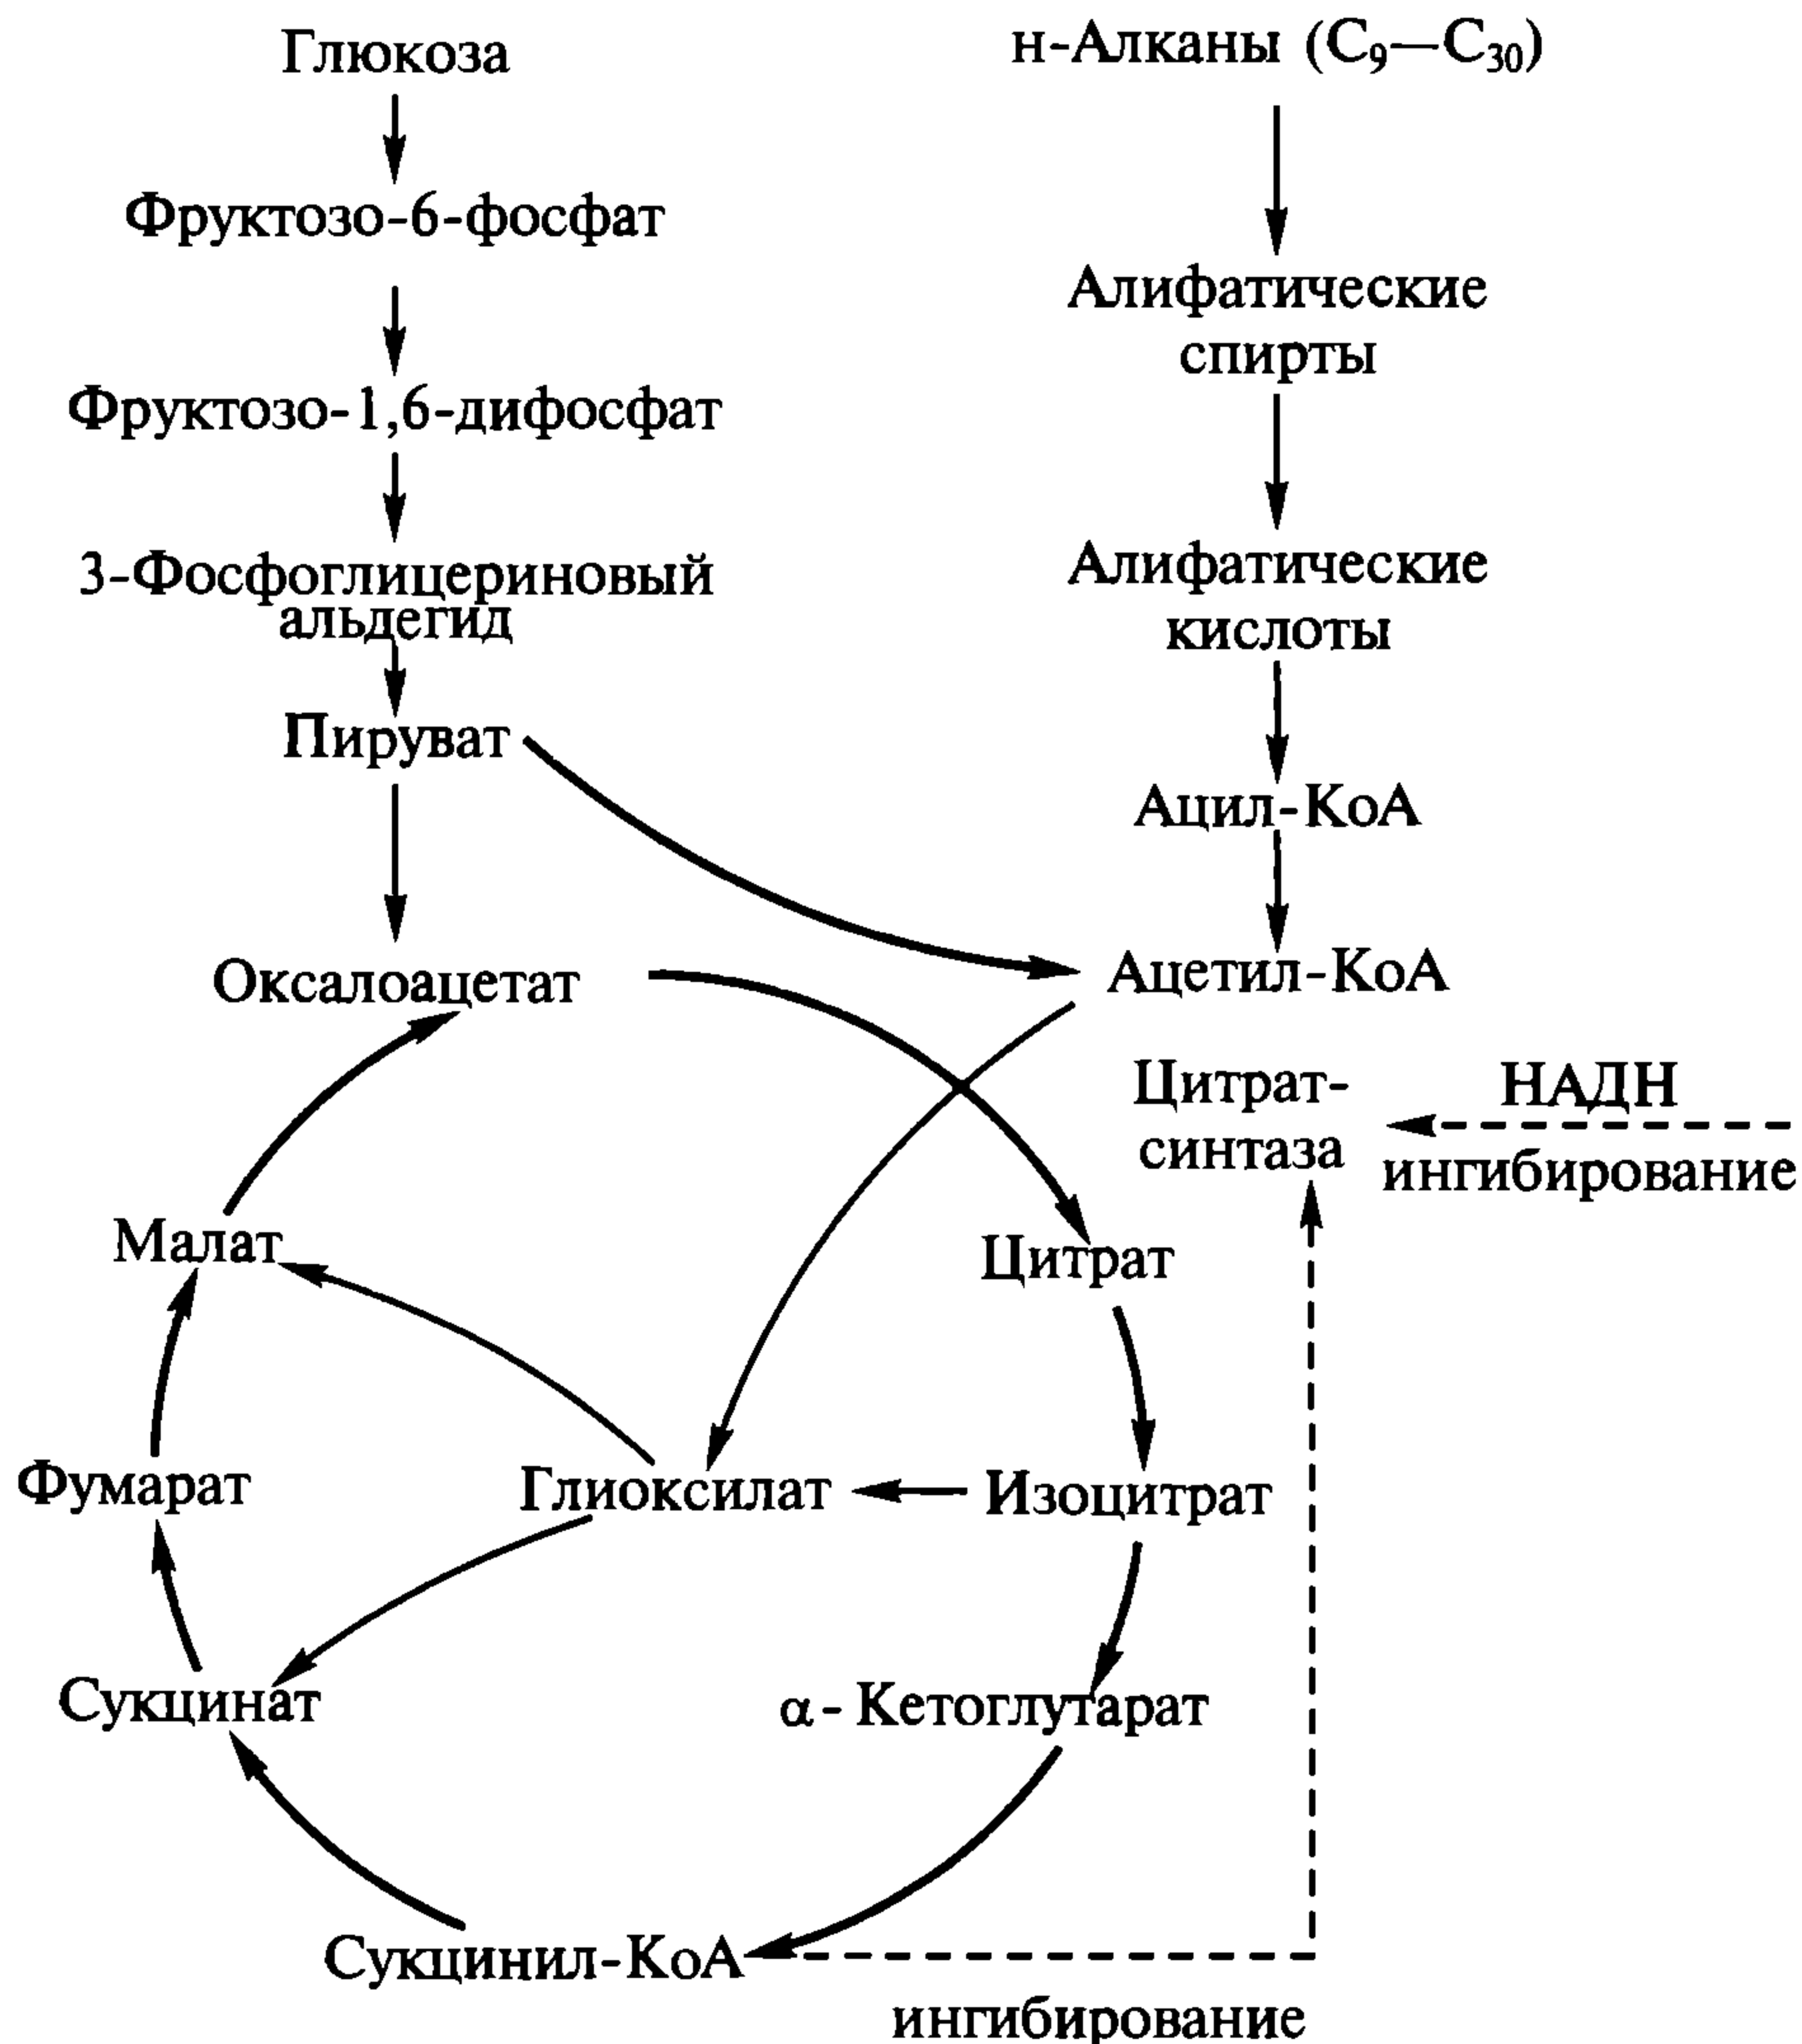 Глюкоза
Фруктозо-6-фосфат
Фруктозо-1,6-дифосфат
3-Фосфоглицериновый
альдегид
Пируват
н-Алканы (C₉—C₃₀)
Алифатические
спирты
Алифатические
кислоты
Ацил-КоА
Ацетил-КоА
Оксалоацетат
Цитрат-
синтаза
НАДН
ингибирование
Малат
Цитрат
Фумарат
Глиоксилат
Изоцитрат
Сукцинат
α- Кетоглутарат
Сукцинил-КоА
ингибирование